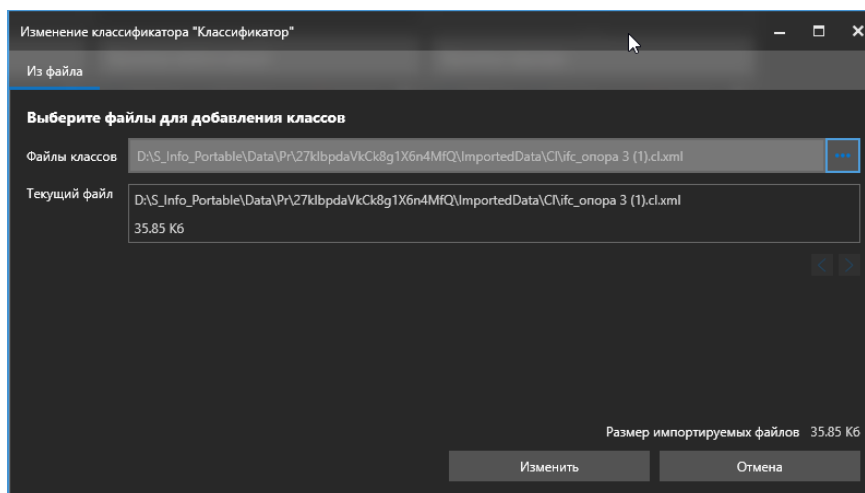 Изменение классификатора "Классификатор"
Из файла
Выберите файлы для добавления классов
Файлы классов D:\S_Info_Portable\Data\Pr\27klbpdaVkCk8g1X6n4MfQ\ImportedData\Cl\ifc_опора 3 (1).cl.xml ...
Текущий файл D:\S_Info_Portable\Data\Pr\27klbpdaVkCk8g1X6n4MfQ\ImportedData\Cl\ifc_опора 3 (1).cl.xml
35.85 Кб
< >
Размер импортируемых файлов 35.85 Кб
Изменить Отмена